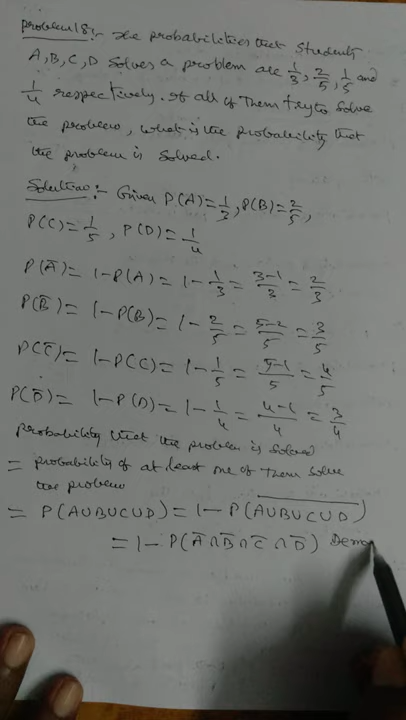 Problem 18:- The probabilities that students
A, B, C, D solves a problem are 1/3, 2/5, 1/5 and
1/4 respectively. If all of them try to solve
the problem, what is the probability that
the problem is solved.
Solution:- Given P(A)=1/3, P(B)=2/5,
P(C)=1/5, P(D)=1/4
P(A̅)= 1-P(A)= 1-1/3= 3-1/3= 2/3
P(B̅)= 1-P(B)= 1-2/5= 5-2/5= 3/5
P(C̅)= 1-P(C)= 1-1/5= 5-1/5= 4/5
P(D̅)= 1-P(D)= 1-1/4= 4-1/4= 3/4
Probability that the problem is solved
= probability of at least one of them solve
the problem
= P(A∪B∪C∪D)= 1-P(A̅∪̅B̅∪̅C̅∪̅D̅)
= 1-P(A̅∩B̅∩C̅∩D̅) Demo